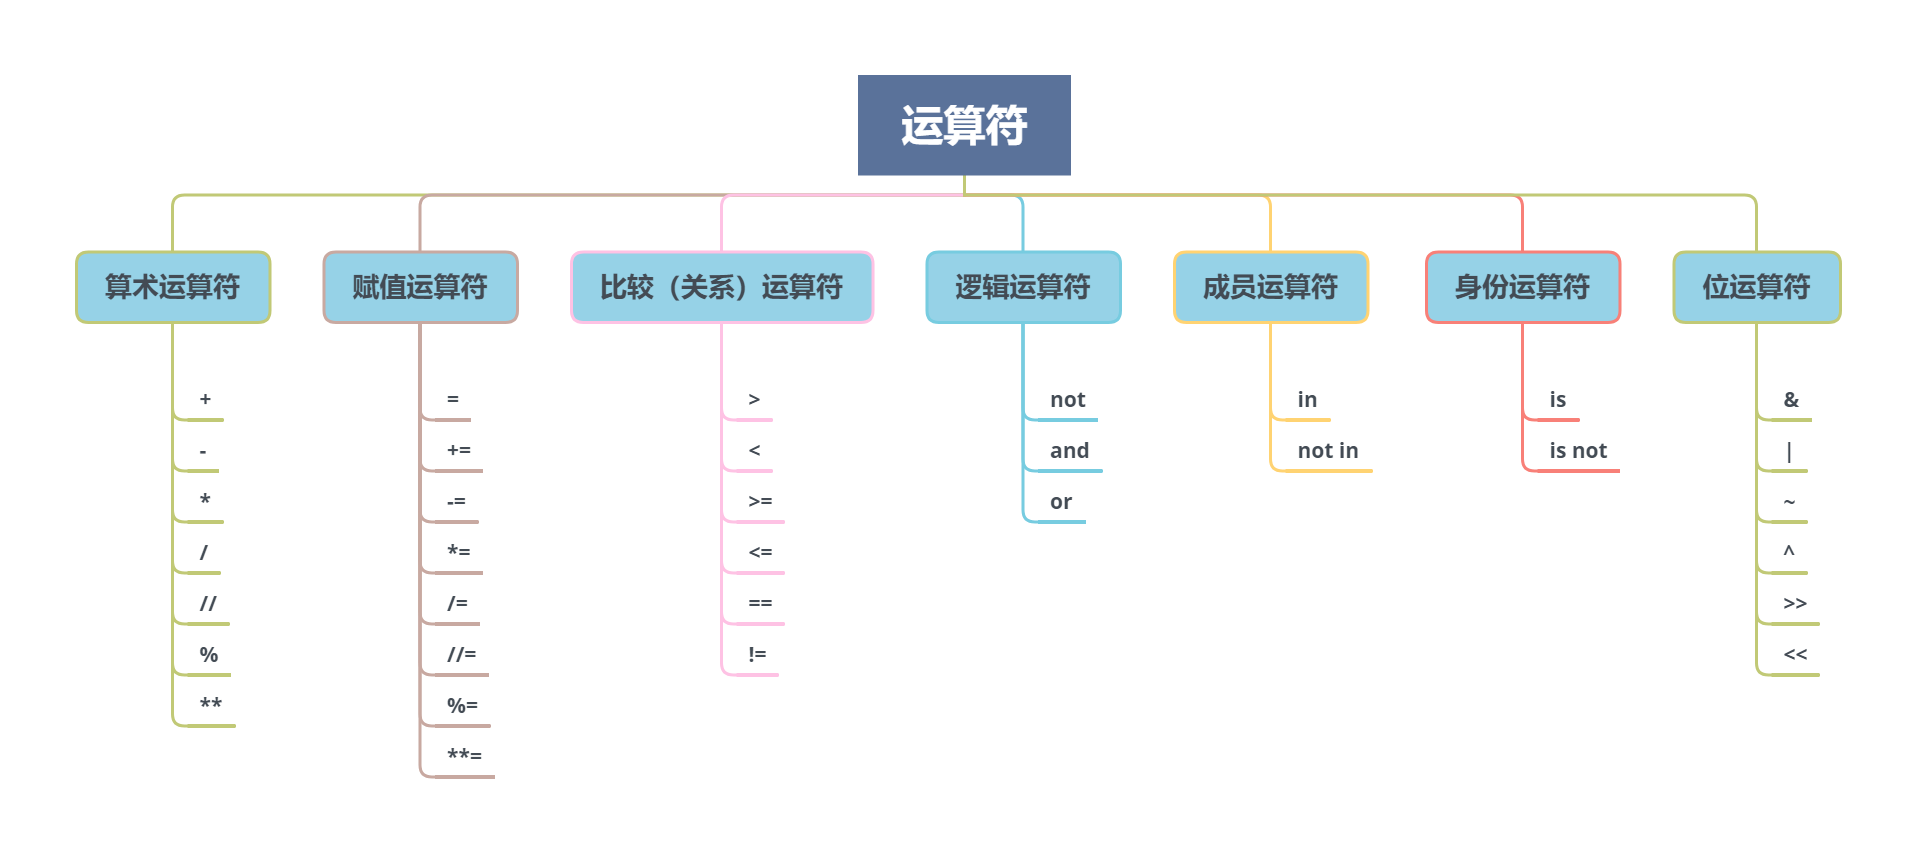 运算符
算术运算符
+
-
*
/
//
%
**
赋值运算符
=
+=
-=
*=
/=
//=
%=
**=
比较（关系）运算符
>
<
>=
<=
==
!=
逻辑运算符
not
and
or
成员运算符
in
not in
身份运算符
is
is not
位运算符
&
|
~
^
>>
<<